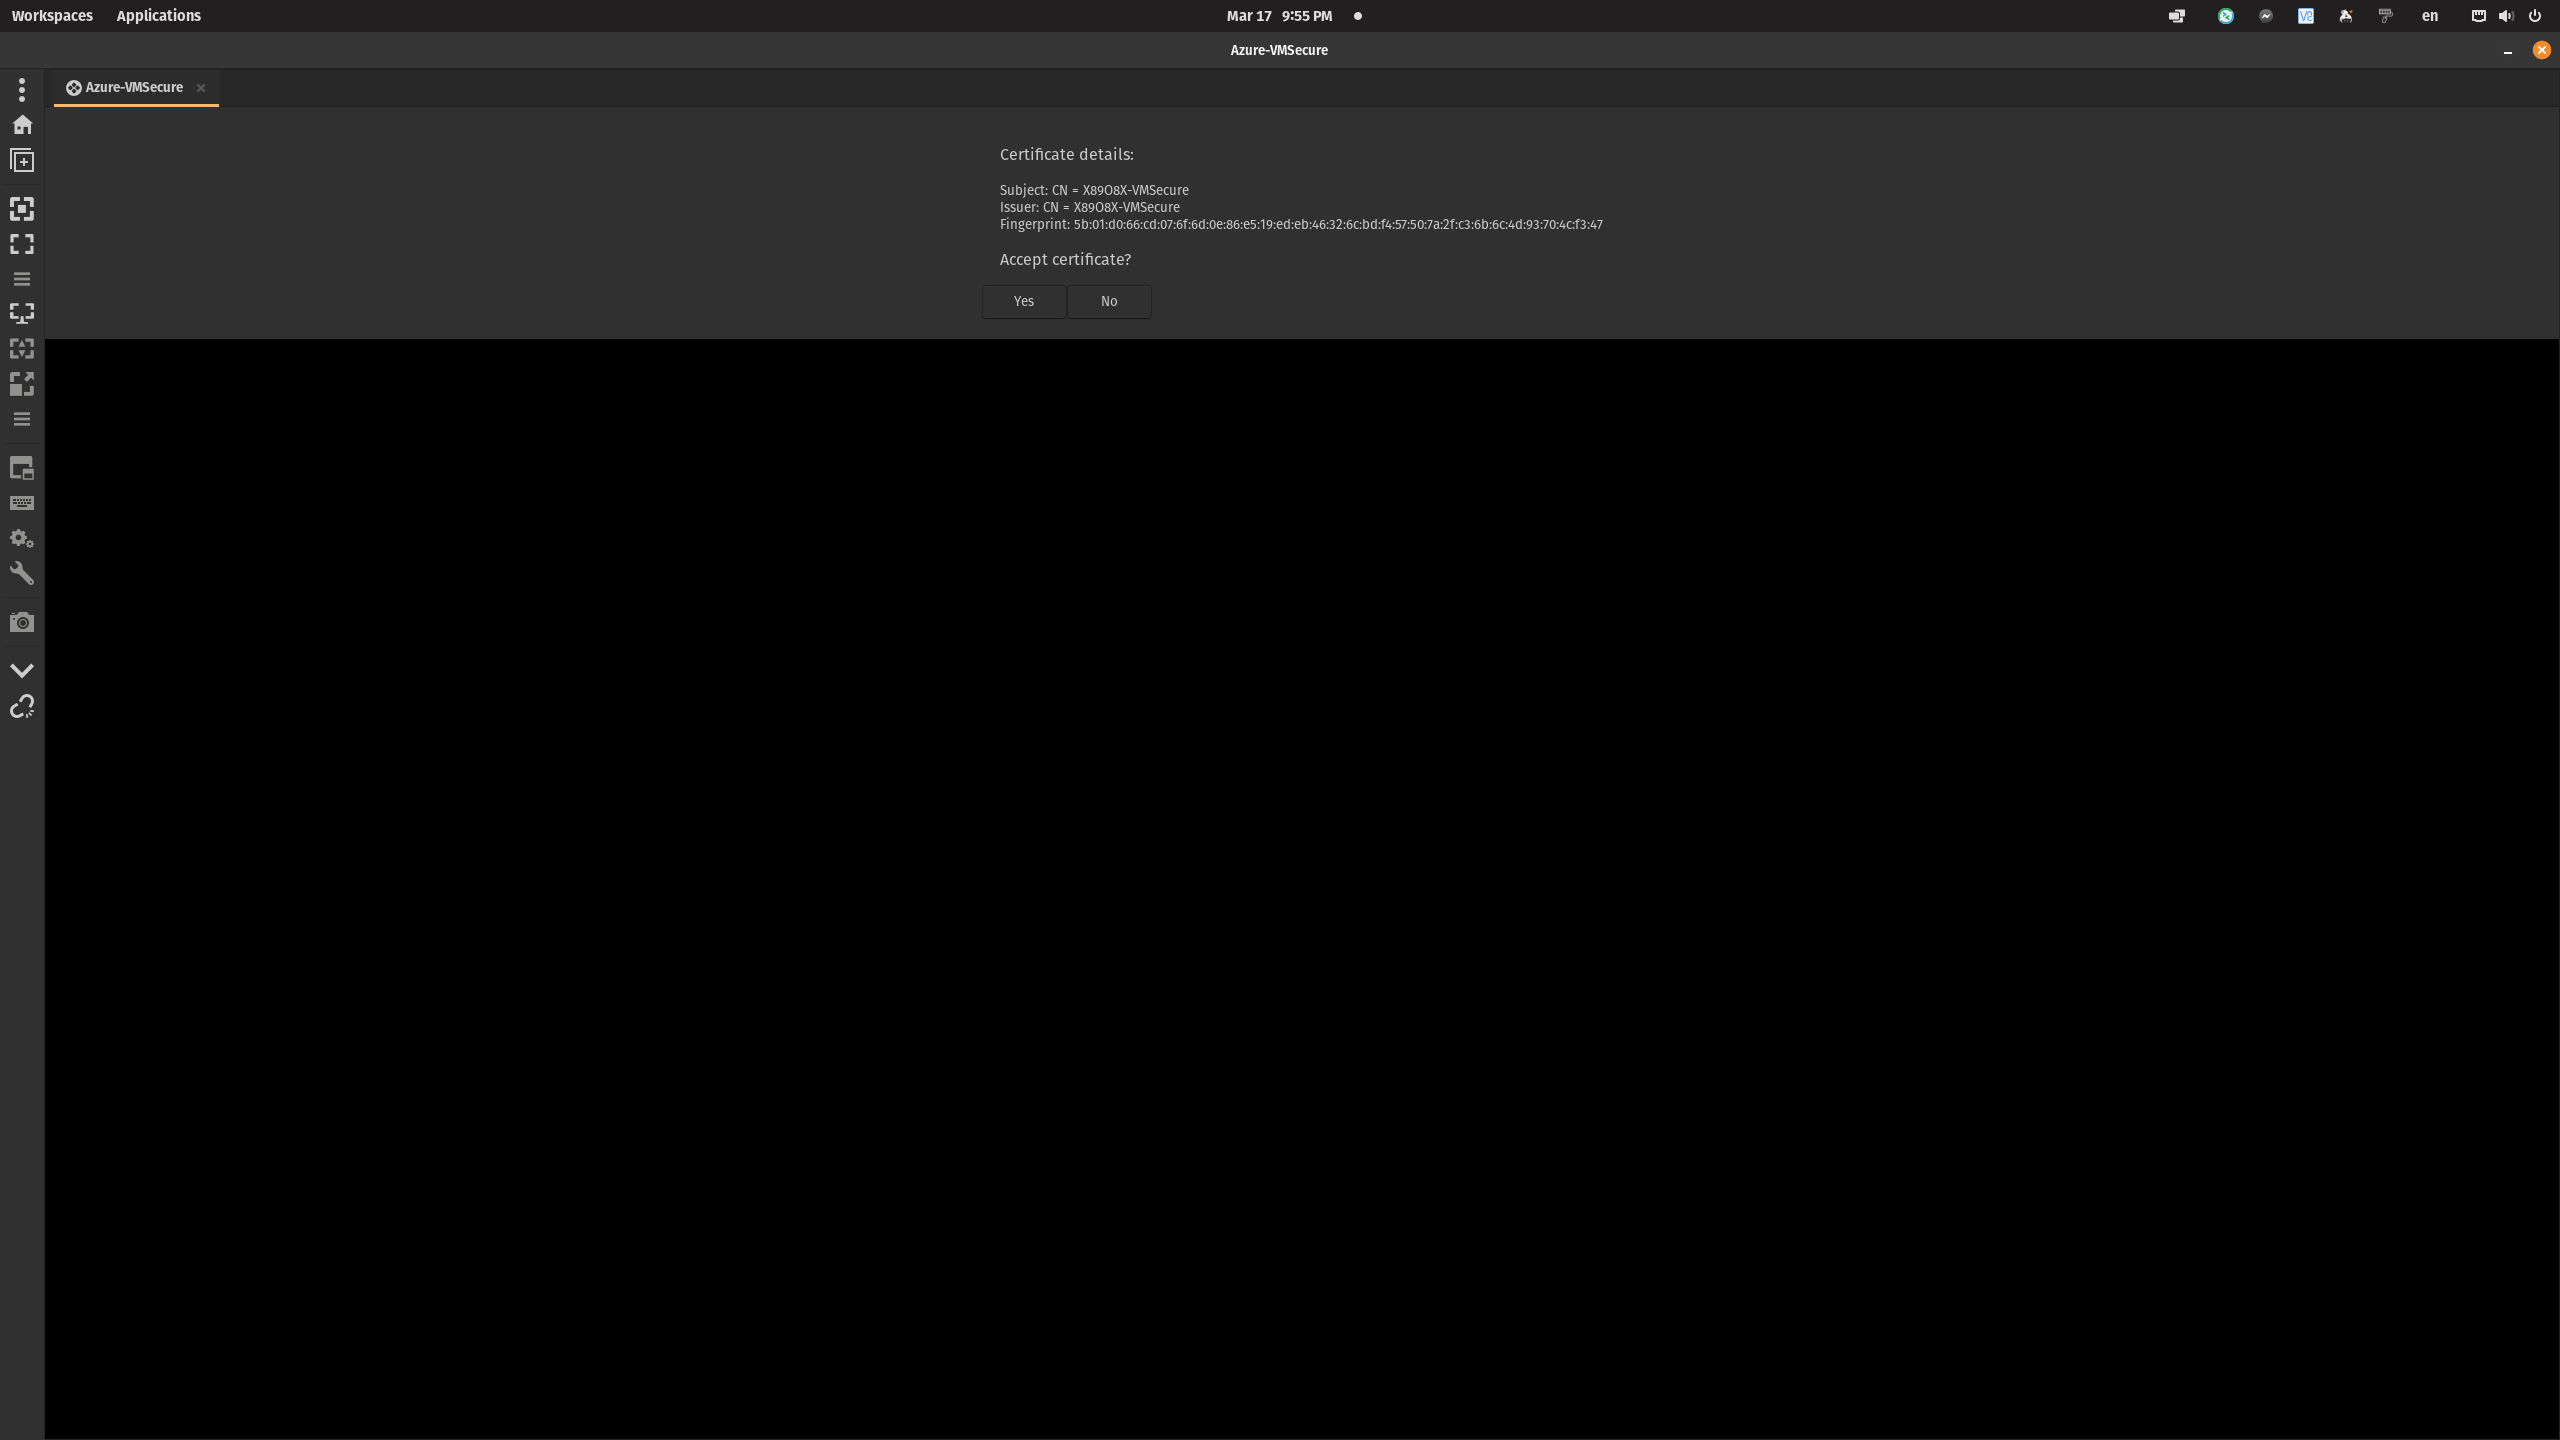 Workspaces Applications Mar 17 9:55 PM en
Azure-VMSecure
Azure-VMSecure
Certificate details:
Subject: CN = X89O8X-VMSecure
Issuer: CN = X89O8X-VMSecure
Fingerprint: 5b:01:d0:66:cd:07:6f:6d:0e:86:e5:19:ed:eb:46:32:6c:bd:f4:57:50:7a:2f:c3:6b:6c:4d:93:70:4c:f3:47
Accept certificate?
Yes No